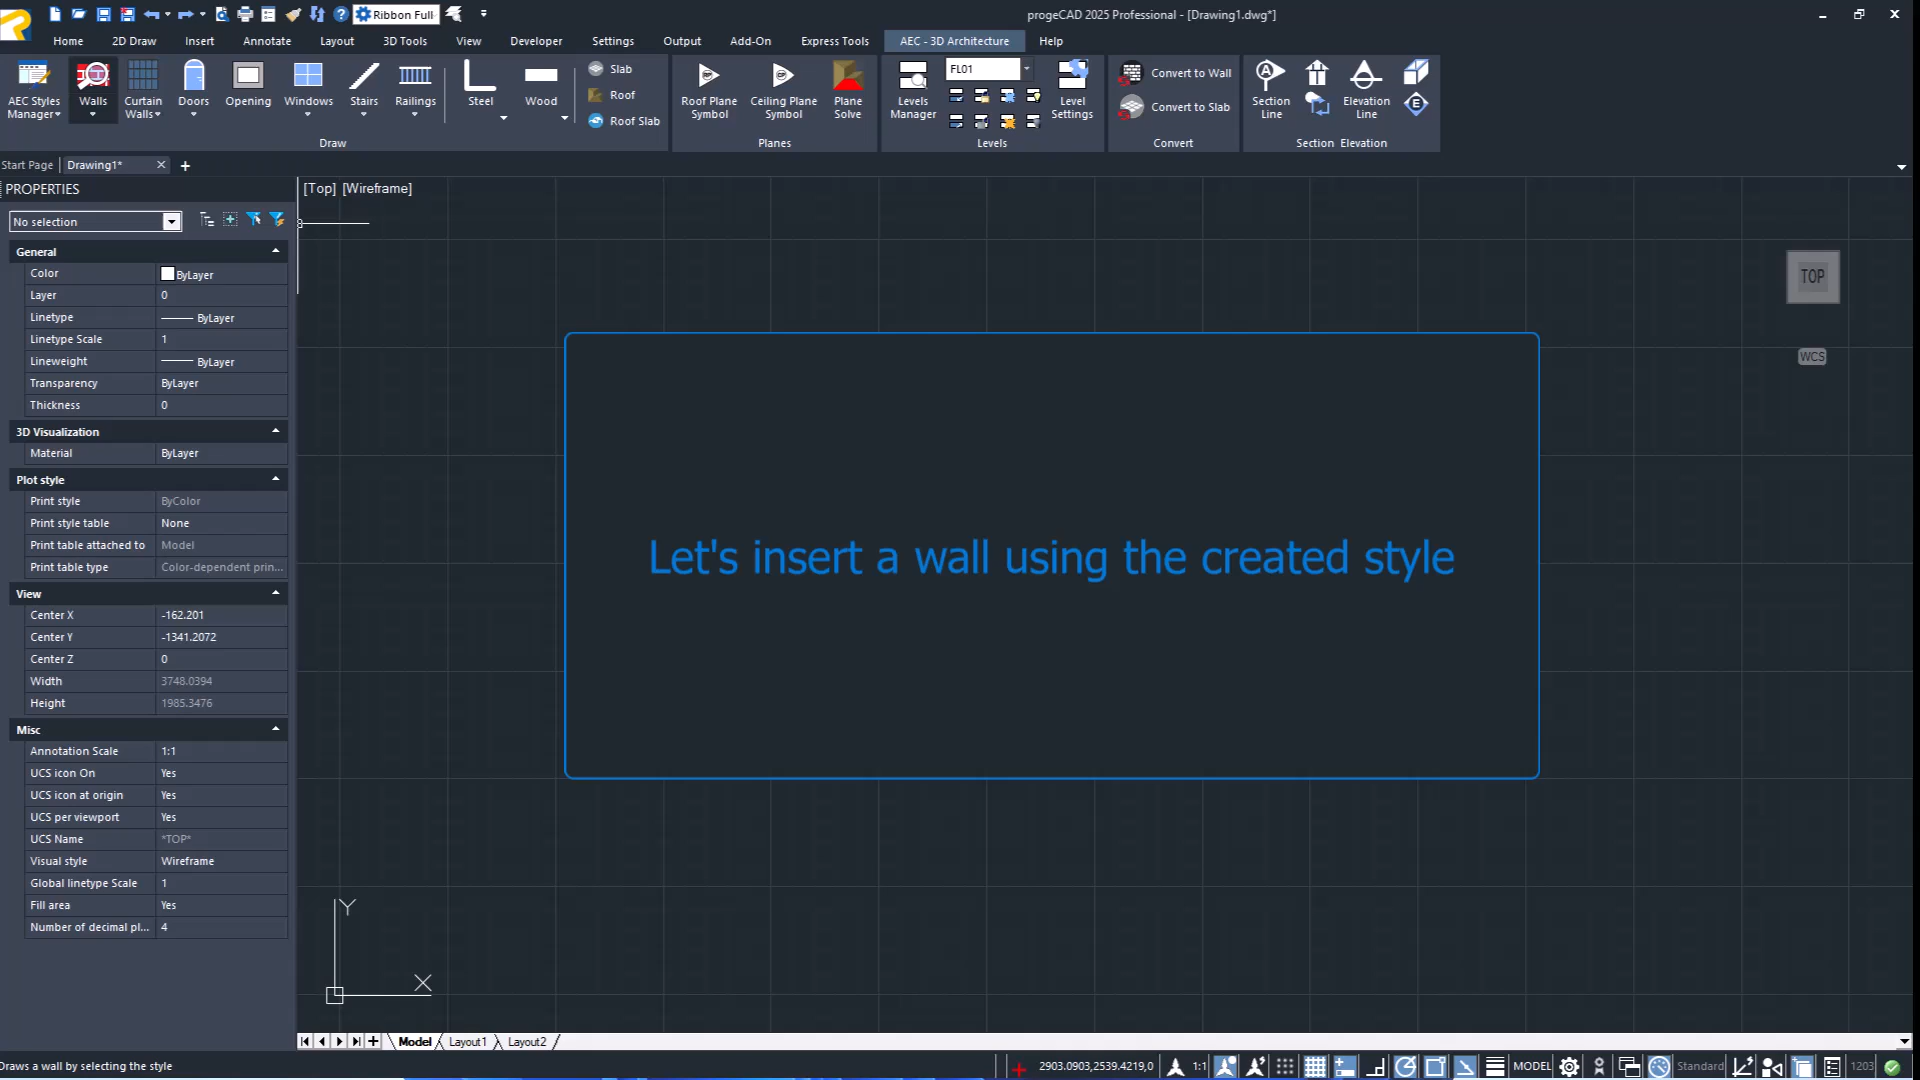 Ribbon Full
progeCAD 2025 Professional - [Drawing1.dwg*]
Home 2D Draw Insert Annotate Layout 3D Tools View Developer Settings Output Add-On Express Tools AEC - 3D Architecture Help
AEC Styles Manager
Walls
Curtain Walls
Doors
Opening
Windows
Stairs
Railings
Steel
Wood
Slab
Roof
Roof Slab
Draw
Roof Plane Symbol
Ceiling Plane Symbol
Plane Solve
Planes
Levels Manager
FL01
Level Settings
Levels
Convert to Wall
Convert to Slab
Convert
Section Line
Elevation Line
Section Elevation
Start Page Drawing1*
PROPERTIES
No selection
General
Color ByLayer
Layer 0
Linetype ByLayer
Linetype Scale 1
Lineweight ByLayer
Transparency ByLayer
Thickness 0
3D Visualization
Material ByLayer
Plot style
Print style ByColor
Print style table None
Print table attached to Model
Print table type Color-dependent prin...
View
Center X -162.201
Center Y -1341.2072
Center Z 0
Width 3748.0394
Height 1985.3476
Misc
Annotation Scale 1:1
UCS icon On Yes
UCS icon at origin Yes
UCS per viewport Yes
UCS Name *TOP*
Visual style Wireframe
Global linetype Scale 1
Fill area Yes
Number of decimal pl... 4
[Top] [Wireframe]
TOP
WCS
Let's insert a wall using the created style
Y
X
Model Layout1 Layout2
Draws a wall by selecting the style
2903.0903,2539.4219,0 1:1 MODEL Standard 1203